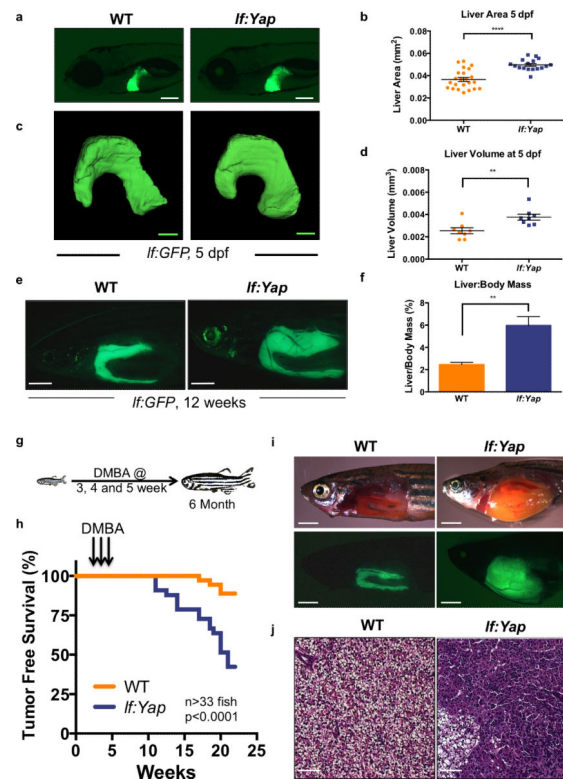 a
WT
lf:Yap
b
Liver Area 5 dpf
****
Liver Area (mm2)
0.08
0.06
0.04
0.02
0.00
WT
lf:Yap
c
lf:GFP, 5 dpf
d
Liver Volume at 5 dpf
**
Liver Volume (mm3)
0.008
0.006
0.004
0.002
0.000
WT
lf:Yap
e
WT
lf:Yap
lf:GFP, 12 weeks
f
Liver:Body Mass
**
Liver/Body Mass (%)
8
6
4
2
0
WT
lf:Yap
g
DMBA @
3, 4 and 5 week
6 Month
h
DMBA
Tumor Free Survival (%)
100
75
50
25
0
WT
lf:Yap
n>33 fish
p<0.0001
0
5
10
15
20
25
Weeks
i
WT
lf:Yap
j
WT
lf:Yap